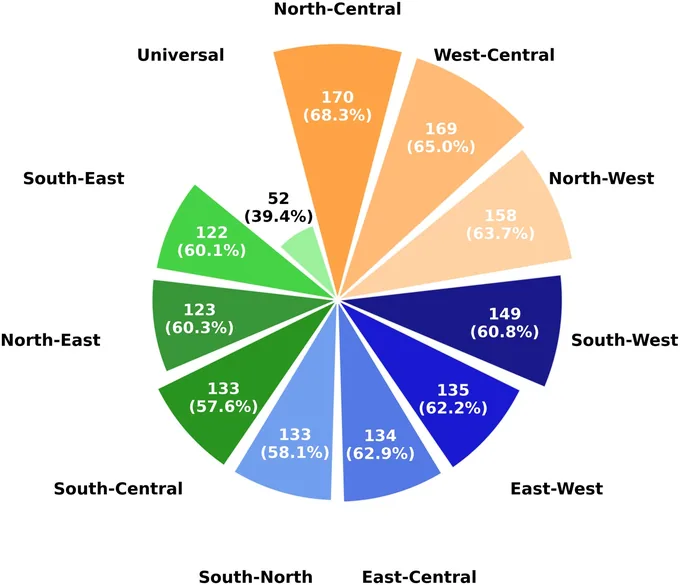 North-Central
Universal
West-Central
170
(68.3%)
169
(65.0%)
South-East
North-West
52
(39.4%)
158
(63.7%)
122
(60.1%)
123
(60.3%)
149
(60.8%)
North-East
South-West
133
(57.6%)
135
(62.2%)
133
(58.1%)
134
(62.9%)
South-Central
East-West
South-North
East-Central